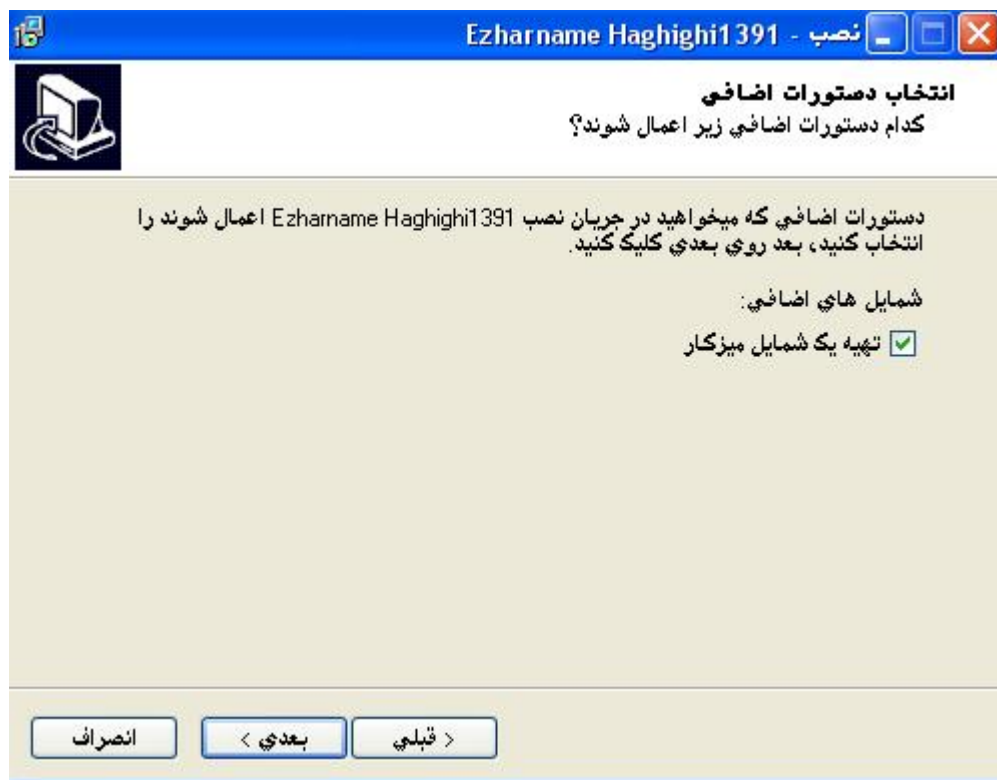 نصب - Ezharname Haghighi1391
انتخاب دستورات اضافي
كدام دستورات اضافي زير اعمال شوند؟
دستورات اضافي كه ميخواهيد در جريان نصب Ezharname Haghighi1391 اعمال شوند را
انتخاب كنيد، بعد روي بعدي كليك كنيد.
شمايل هاي اضافي:
تهيه يك شمايل ميزكار
< قبلي
بعدي >
انصراف